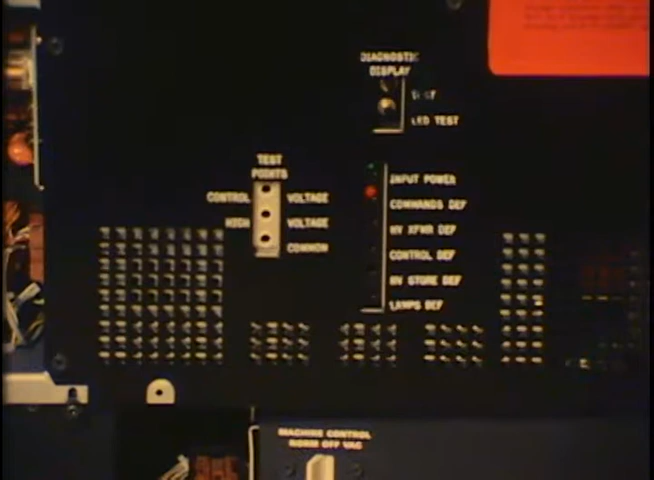 DIAGNOSTIC
DISPLAY
TEST
LED TEST
TEST
POINTS
CONTROL VOLTAGE
HIGH VOLTAGE
COMMON
INPUT POWER
COMMANDS DEF
HV XFMR DEF
CONTROL DEF
HV STORE DEF
LAMPS DEF
MACHINE CONTROL
NORM OFF VAC